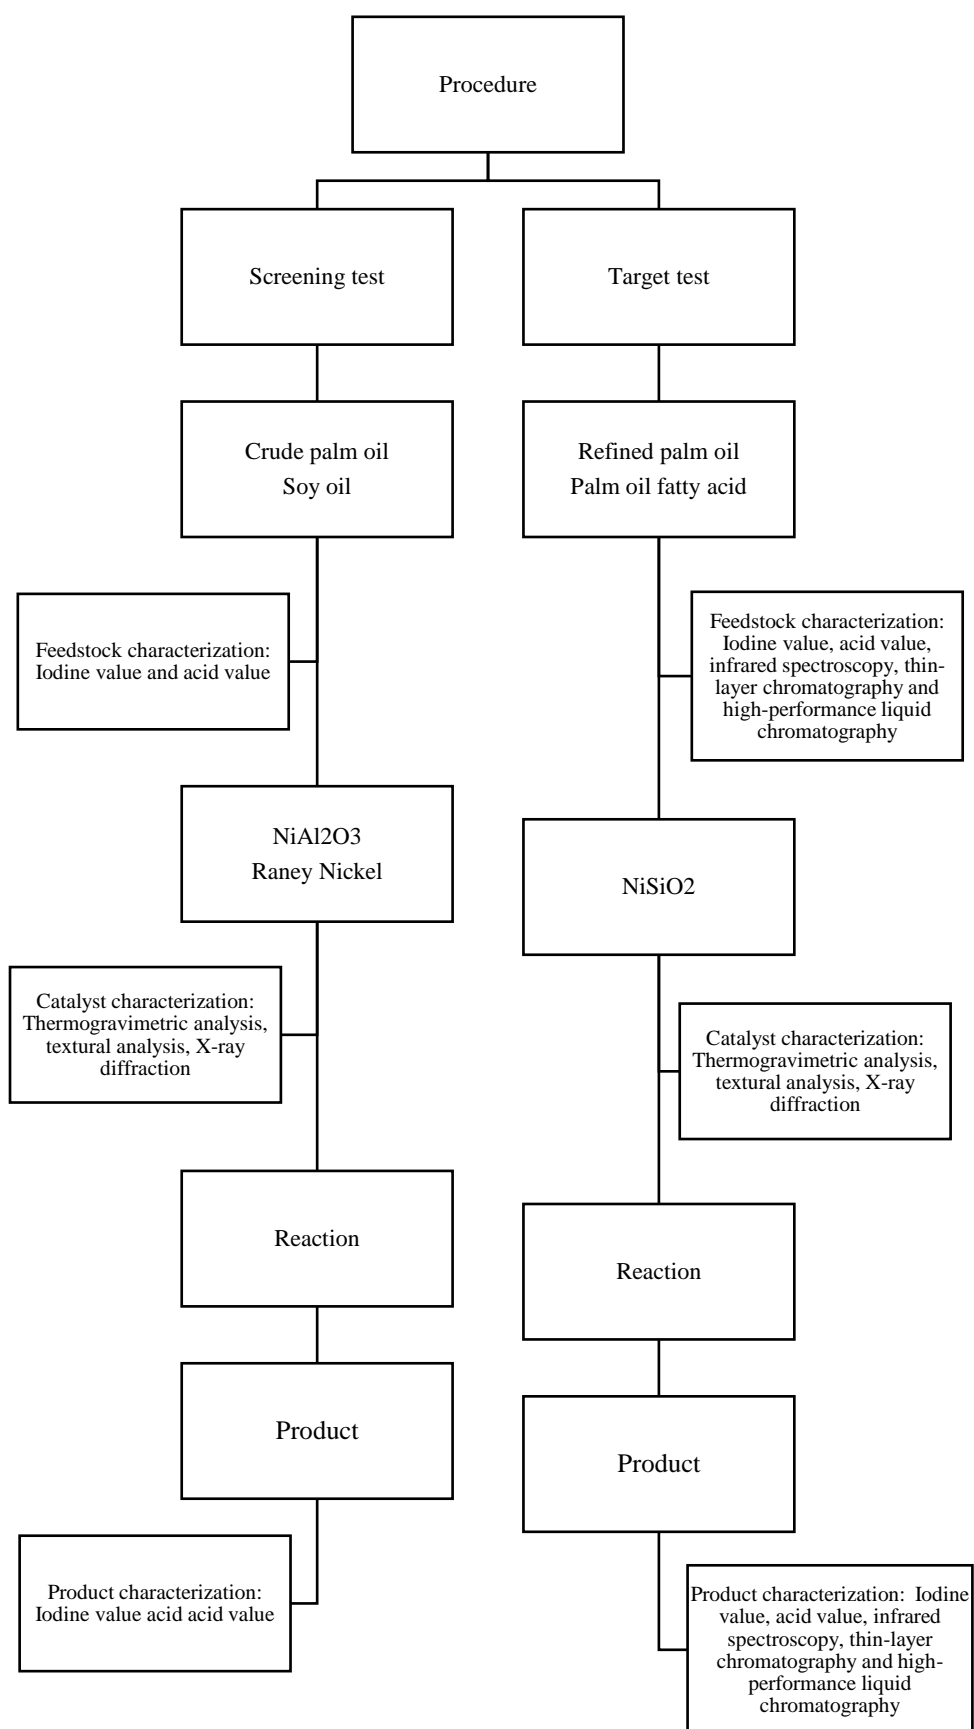 Procedure
Screening test
Target test
Crude palm oil
Soy oil
Refined palm oil
Palm oil fatty acid
Feedstock characterization:
Iodine value and acid value
Feedstock characterization:
Iodine value, acid value,
infrared spectroscopy, thin-
layer chromatography and
high-performance liquid
chromatography
NiAl2O3
Raney Nickel
NiSiO2
Catalyst characterization:
Thermogravimetric analysis,
textural analysis, X-ray
diffraction
Catalyst characterization:
Thermogravimetric analysis,
textural analysis, X-ray
diffraction
Reaction
Reaction
Product
Product
Product characterization:
Iodine value acid acid value
Product characterization:  Iodine
value, acid value, infrared
spectroscopy, thin-layer
chromatography and high-
performance liquid
chromatography